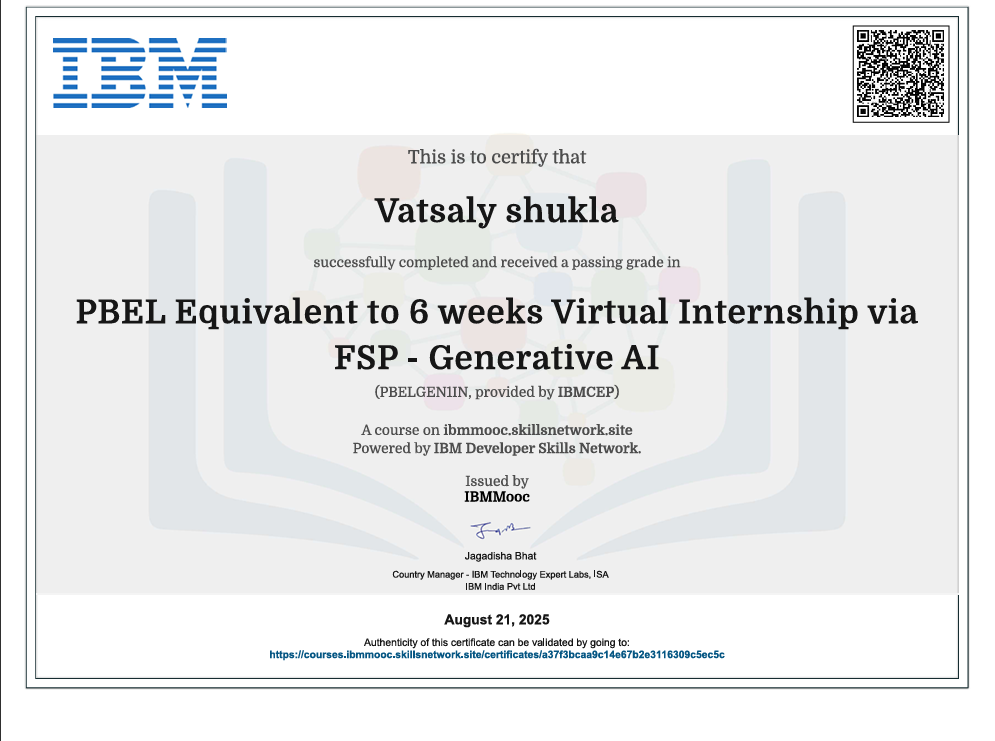 IBM
This is to certify that
Vatsaly shukla
successfully completed and received a passing grade in
PBEL Equivalent to 6 weeks Virtual Internship via
FSP - Generative AI
(PBELGEN1IN, provided by IBMCEP)
A course on ibmmooc.skillsnetwork.site
Powered by IBM Developer Skills Network.
Issued by
IBMMooc
Jagadisha Bhat
Country Manager - IBM Technology Expert Labs, ISA
IBM India Pvt Ltd
August 21, 2025
Authenticity of this certificate can be validated by going to:
https://courses.ibmmooc.skillsnetwork.site/certificates/a37f3bcaa9c14e67b2e3116309c5ec5c